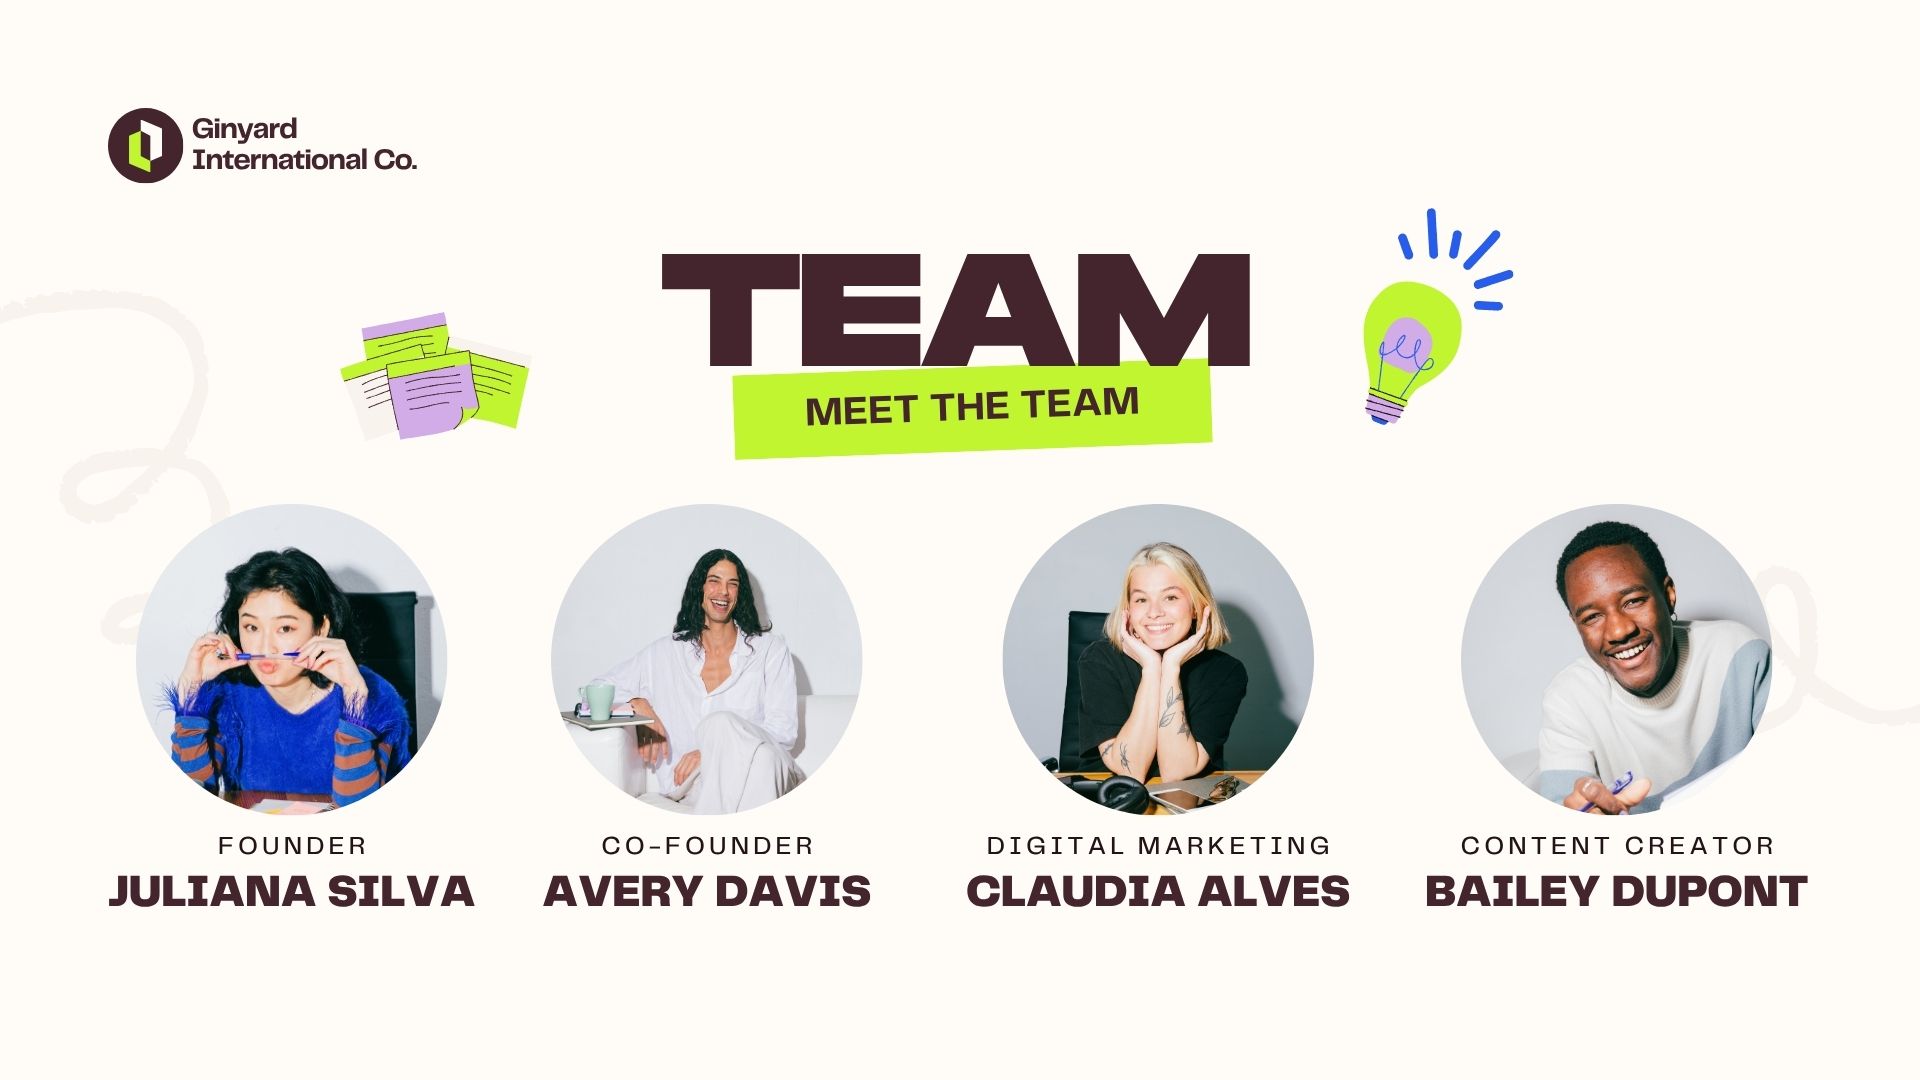 Ginyard
International Co.
TEAM
MEET THE TEAM
FOUNDER
JULIANA SILVA
CO-FOUNDER
AVERY DAVIS
DIGITAL MARKETING
CLAUDIA ALVES
CONTENT CREATOR
BAILEY DUPONT